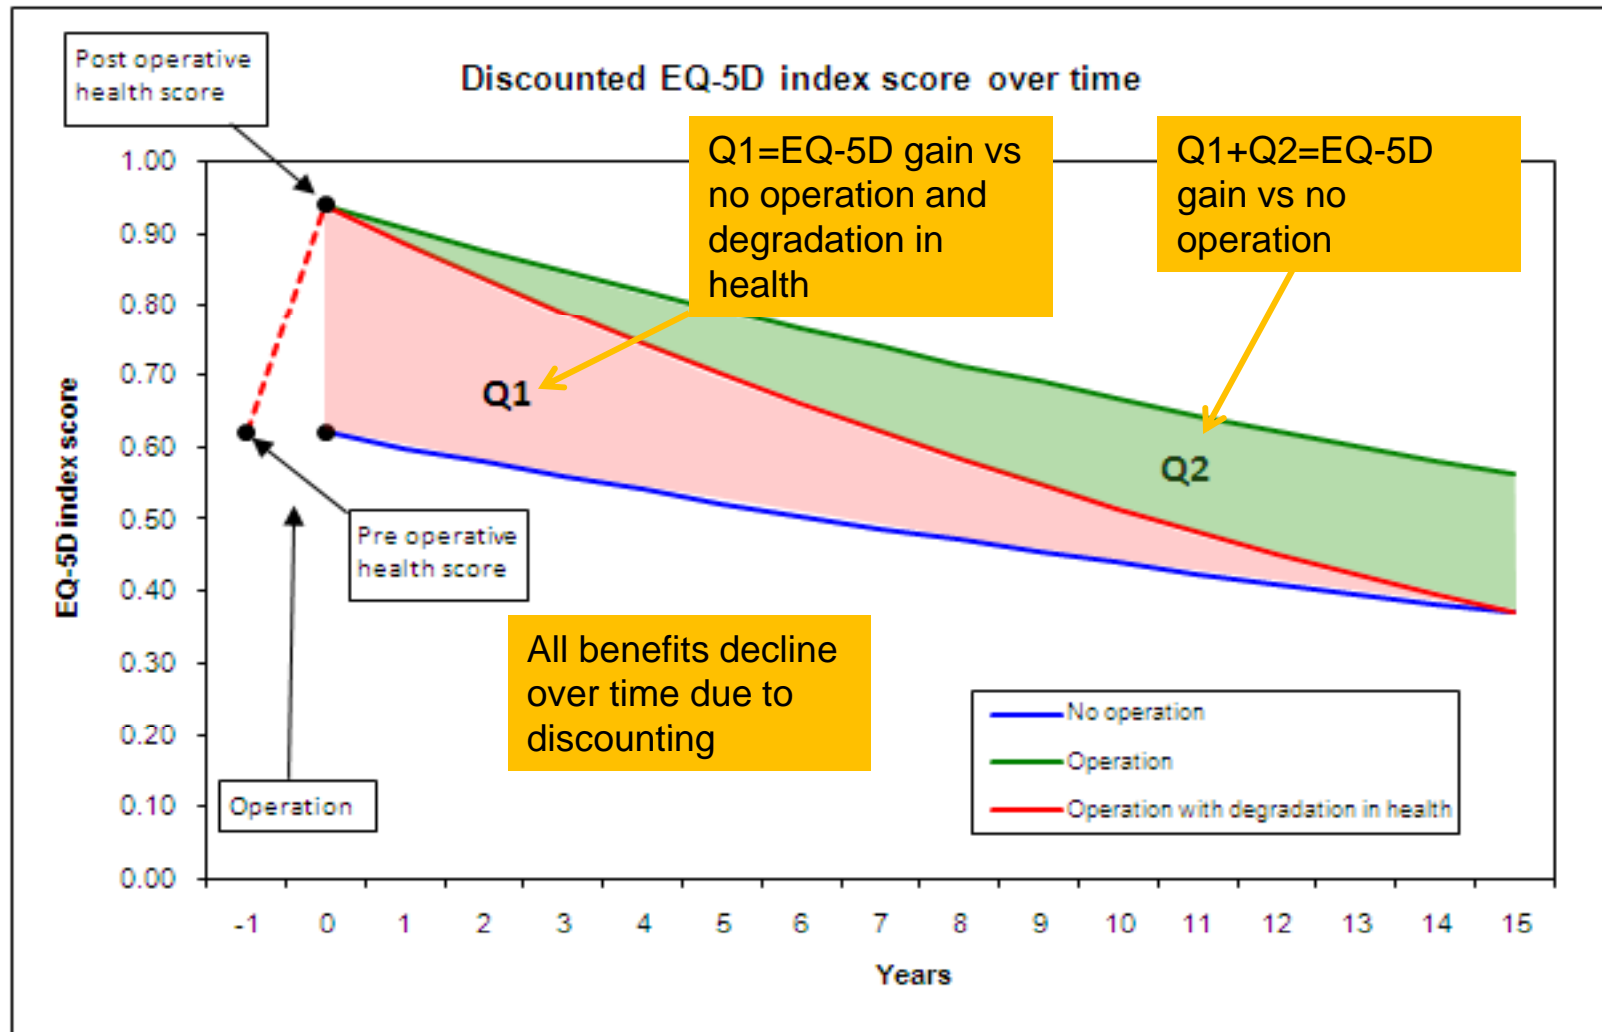 Post operative
health score
Discounted EQ-5D index score over time
Q1=EQ-5D gain vs
no operation and
degradation in
health
Q1+Q2=EQ-5D
gain vs no
operation
1.00
0.90
0.80
0.70
0.60
0.50
0.40
0.30
0.20
0.10
0.00
EQ-5D index score
Q1
Q2
Pre operative
health score
All benefits decline
over time due to
discounting
Operation
No operation
Operation
Operation with degradation in health
-1 0 1 2 3 4 5 6 7 8 9 10 11 12 13 14 15
Years